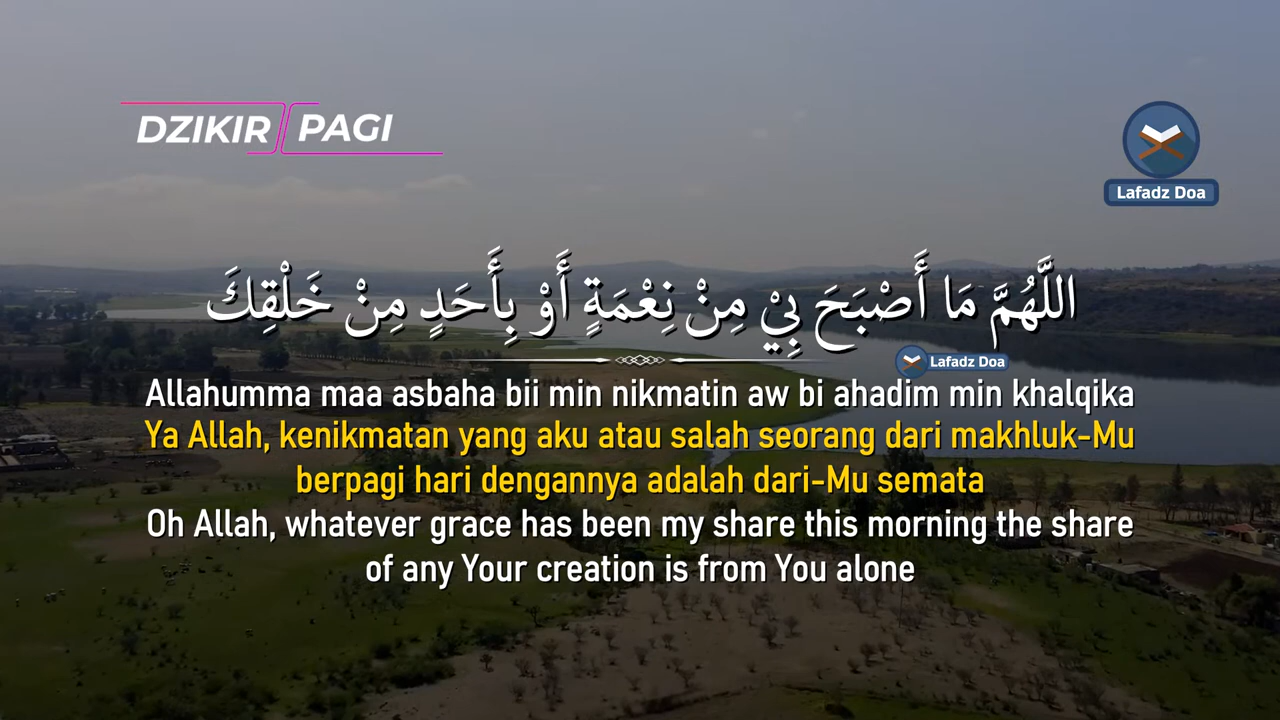 DZIKIR PAGI
Lafadz Doa
اللَّهُمَّ مَا أَصْبَحَ بِيْ مِنْ نِعْمَةٍ أَوْ بِأَحَدٍ مِنْ خَلْقِكَ
Lafadz Doa
Allahumma maa asbaha bii min nikmatin aw bi ahadim min khalqika
Ya Allah, kenikmatan yang aku atau salah seorang dari makhluk-Mu
berpagi hari dengannya adalah dari-Mu semata
Oh Allah, whatever grace has been my share this morning the share
of any Your creation is from You alone